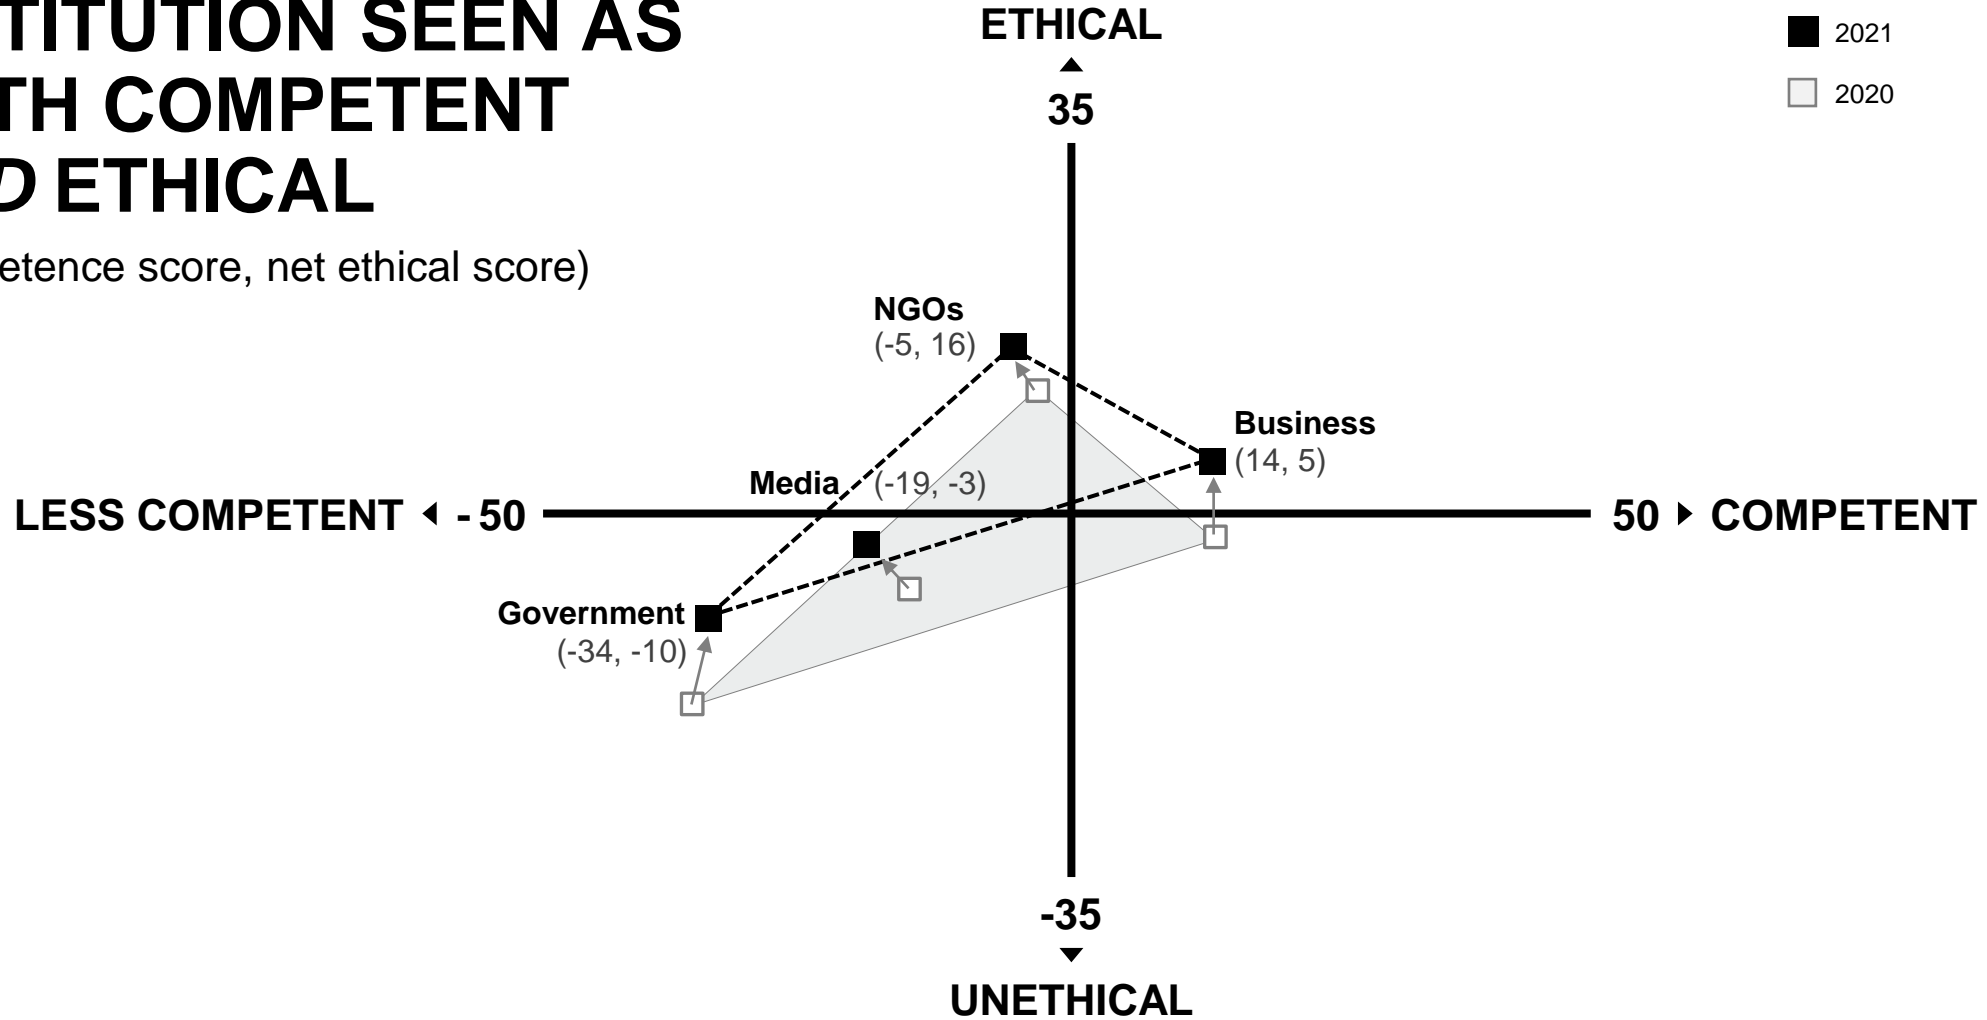 TITUTION SEEN AS
TH COMPETENT
D ETHICAL
etence score, net ethical score)
ETHICAL
35
2021
2020
NGOs
(-5, 16)
Business
(14, 5)
Media (-19, -3)
LESS COMPETENT - 50
50 COMPETENT
Government
(-34, -10)
-35
UNETHICAL